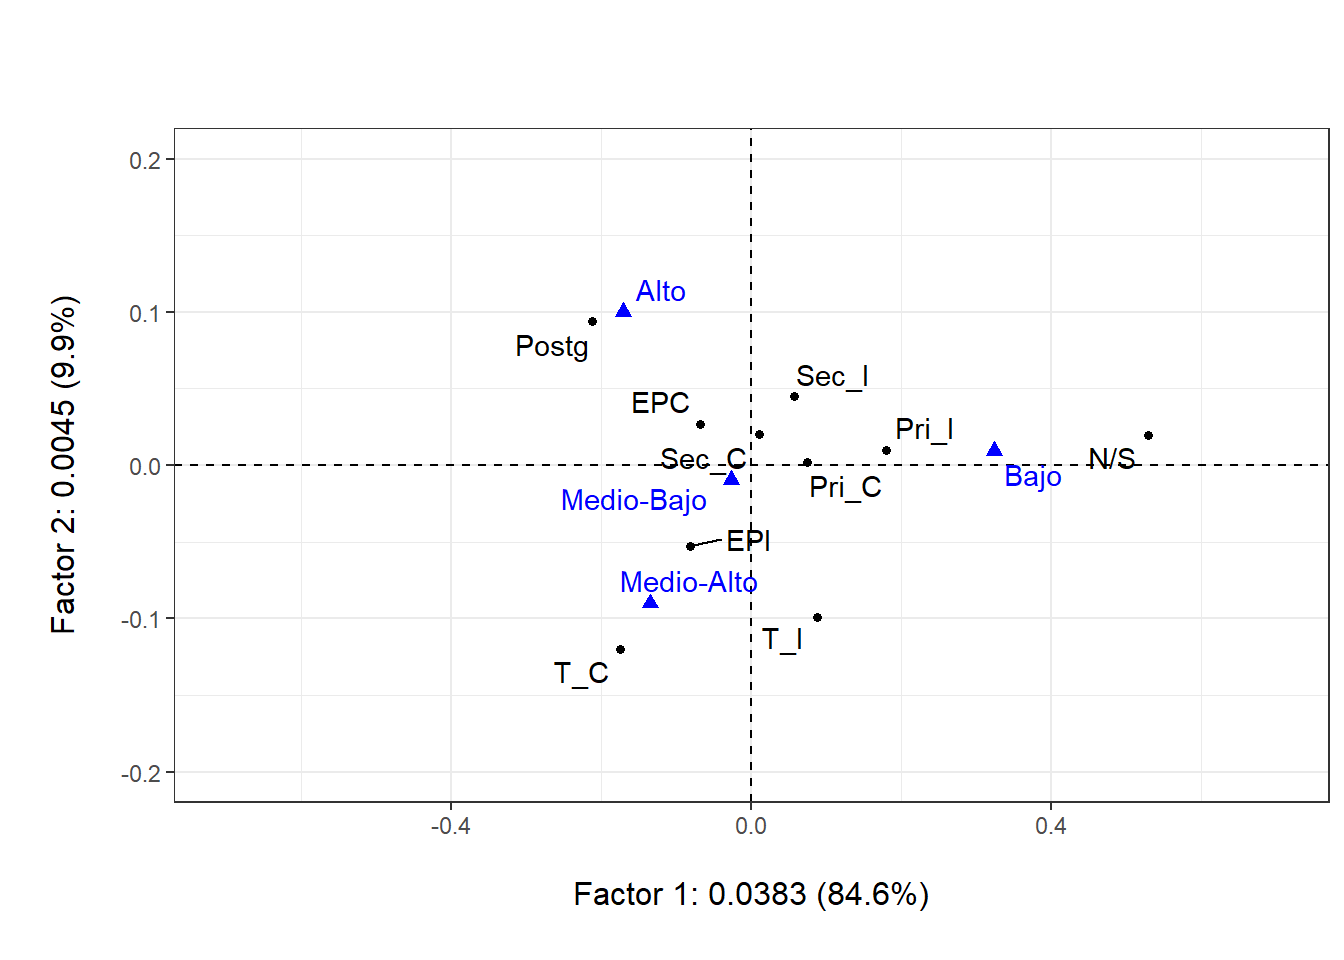 0.2
Alto
0.1
Postg
Sec_I
EPC
Pri_I
Sec_C
N/S
0.0
Bajo
Pri_C
Medio-Bajo
EPI
Medio-Alto
-0.1
T_I
T_C
-0.2
-0.4
0.0
0.4
Factor 2: 0.0045 (9.9%)
Factor 1: 0.0383 (84.6%)